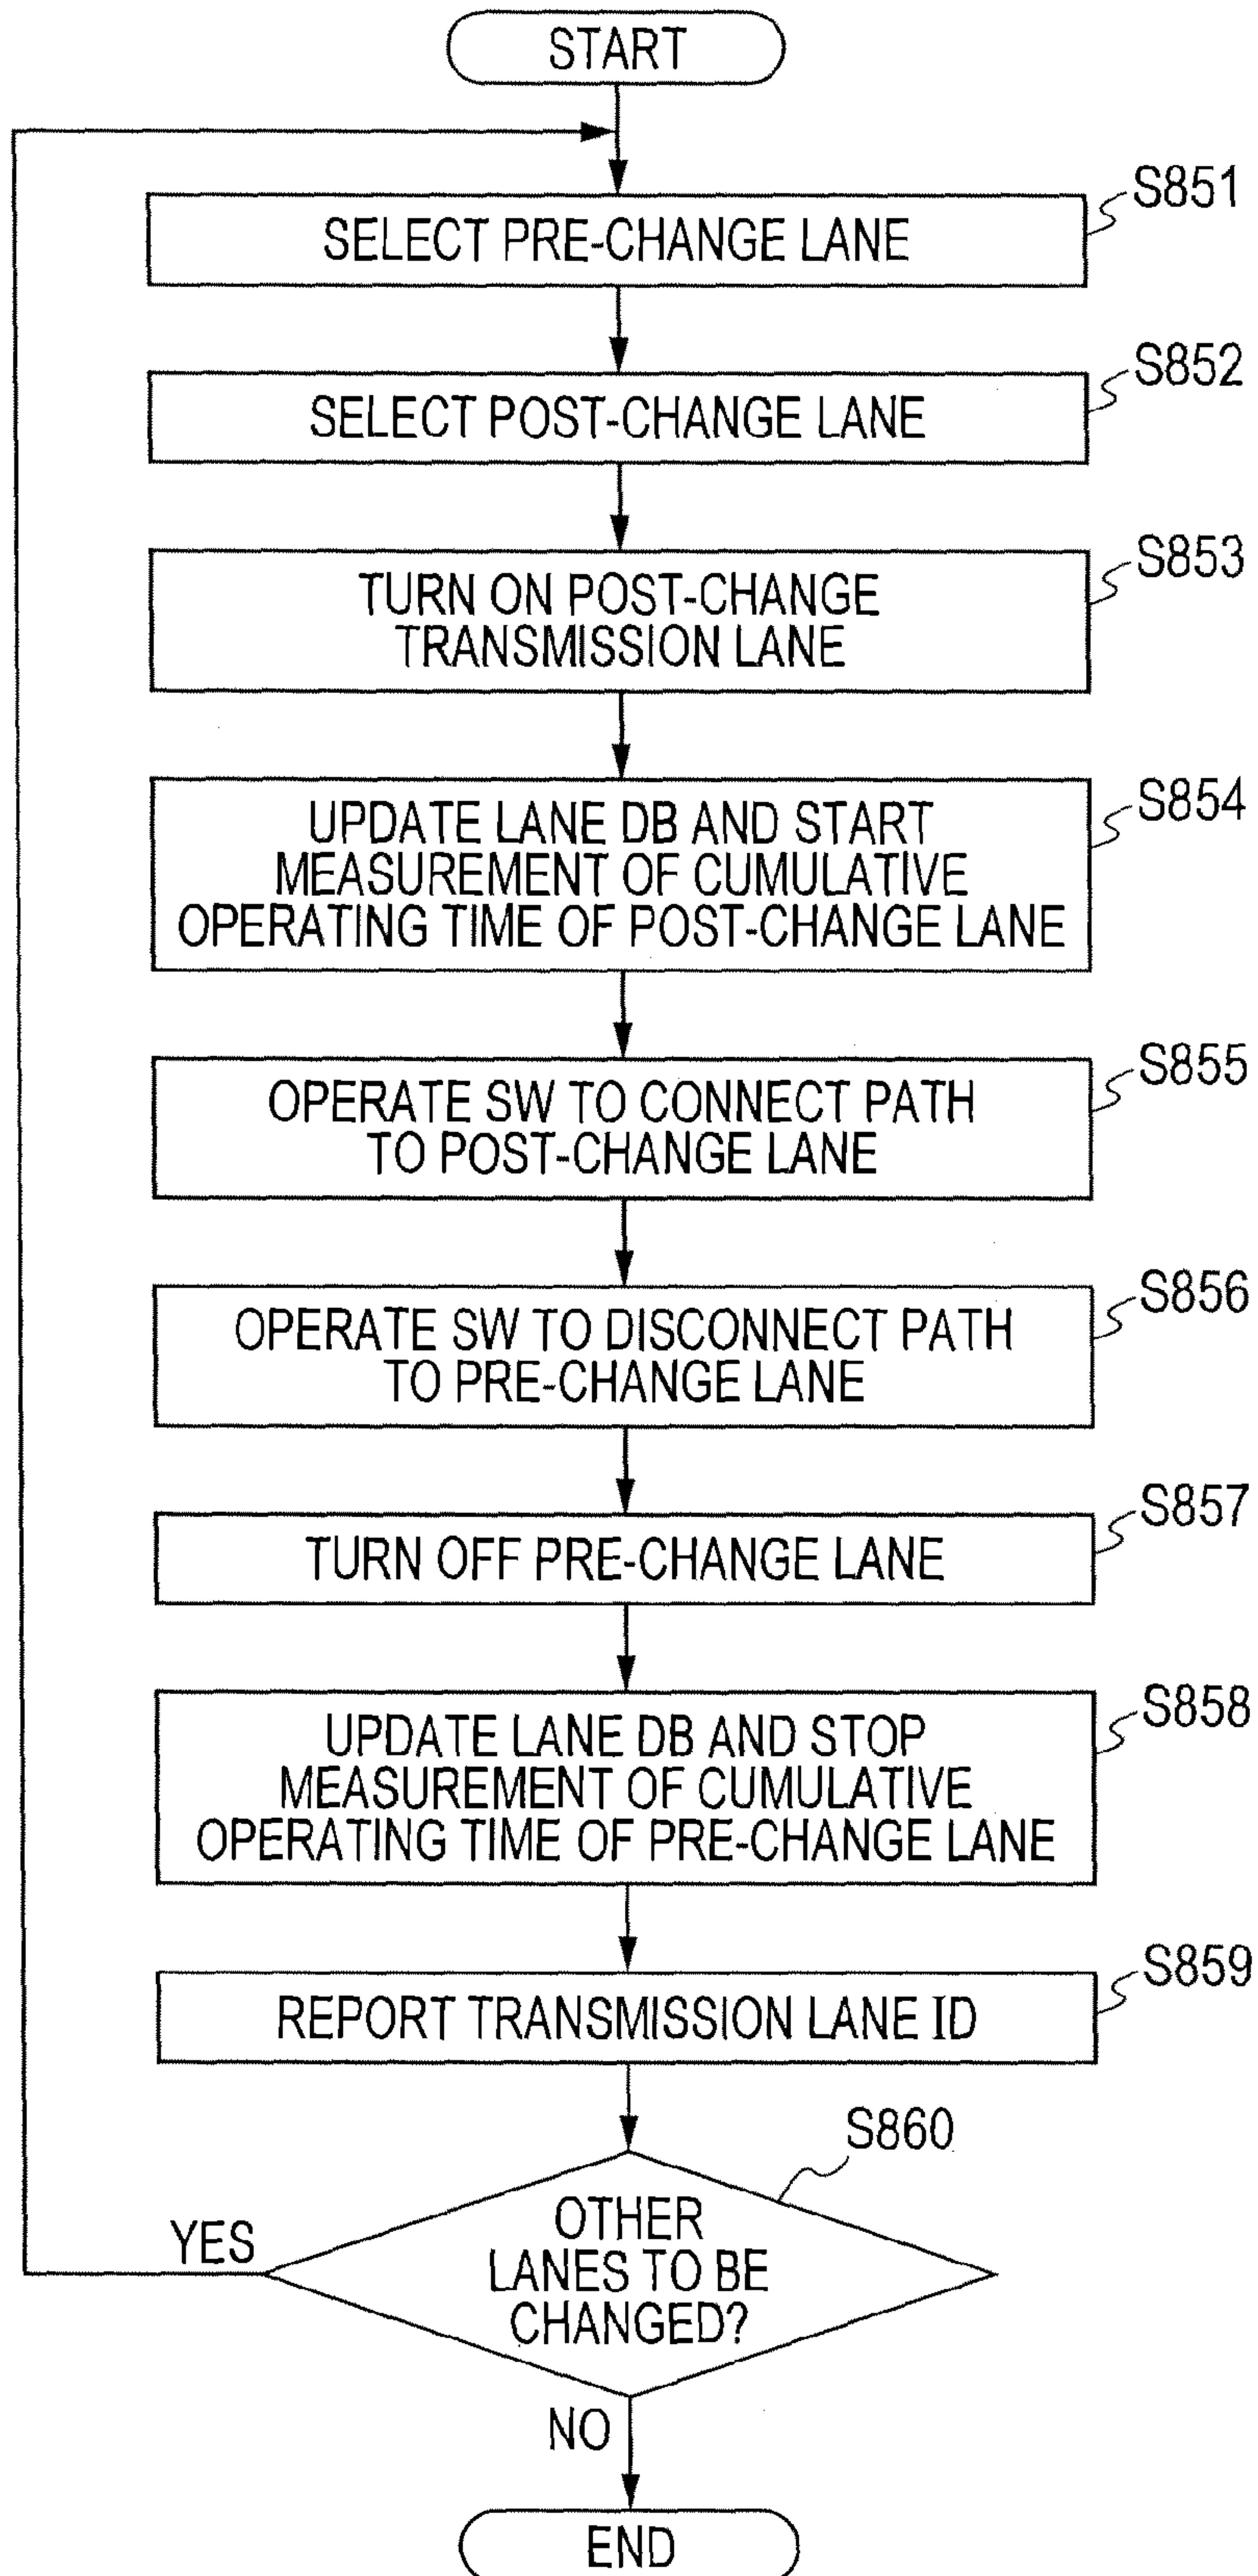 START
S851
SELECT PRE-CHANGE LANE
S852
SELECT POST-CHANGE LANE
S853
TURN ON POST-CHANGE
TRANSMISSION LANE
S854
UPDATE LANE DB AND START
MEASUREMENT OF CUMULATIVE
OPERATING TIME OF POST-CHANGE LANE
S855
OPERATE SW TO CONNECT PATH
TO POST-CHANGE LANE
S856
OPERATE SW TO DISCONNECT PATH
TO PRE-CHANGE LANE
S857
TURN OFF PRE-CHANGE LANE
S858
UPDATE LANE DB AND STOP
MEASUREMENT OF CUMULATIVE
OPERATING TIME OF PRE-CHANGE LANE
S859
REPORT TRANSMISSION LANE ID
S860
OTHER
LANES TO BE
CHANGED?
YES
NO
END